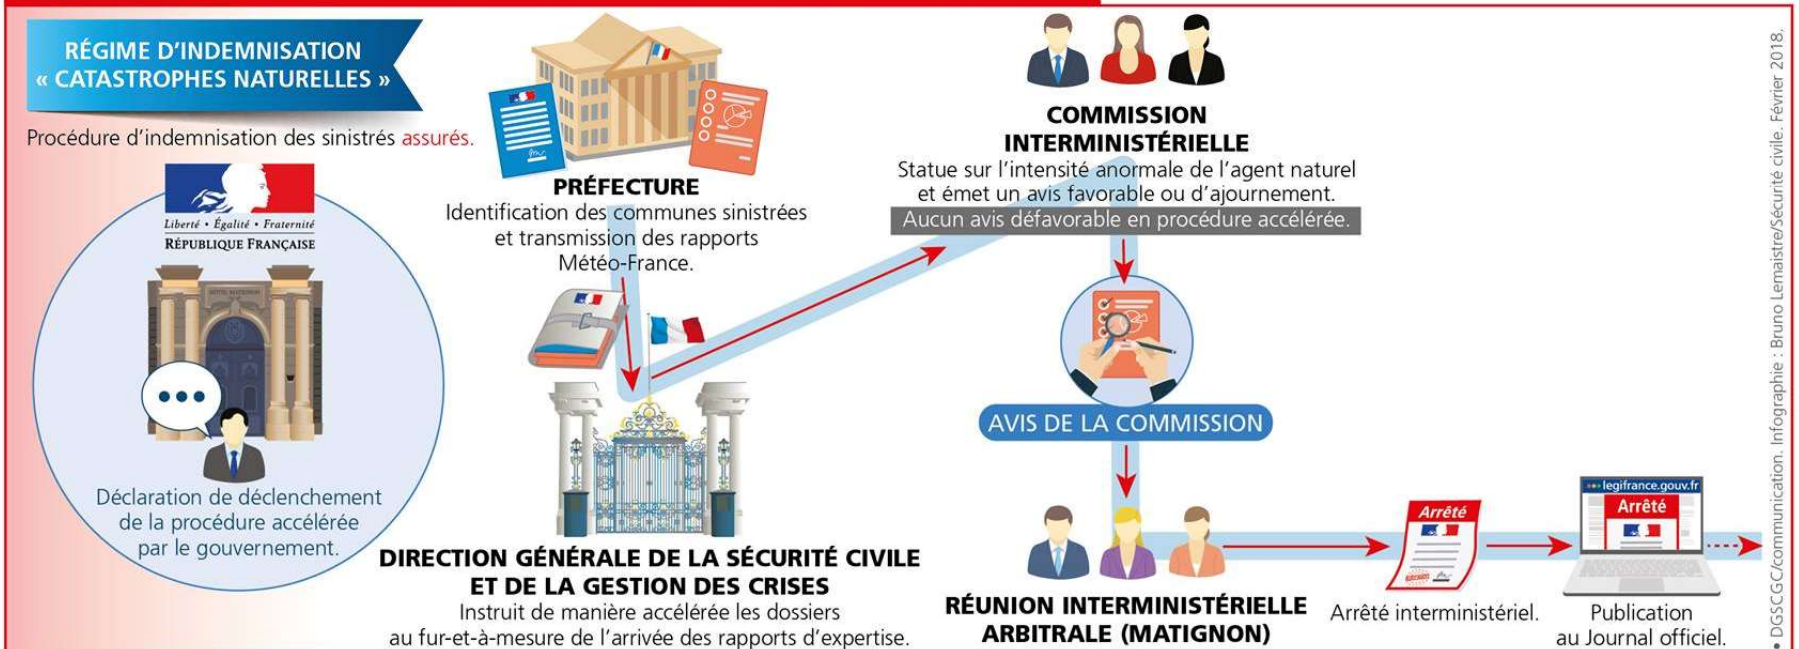 RÉGIME D'INDEMNISATION
« CATASTROPHES NATURELLES »
Procédure d'indemnisation des sinistrés assurés.
Liberté • Égalité • Fraternité
RÉPUBLIQUE FRANÇAISE
HÔTEL MATIGNON
Déclaration de déclenchement
de la procédure accélérée
par le gouvernement.
PRÉFECTURE
Identification des communes sinistrées
et transmission des rapports
Météo-France.
DIRECTION GÉNÉRALE DE LA SÉCURITÉ CIVILE
ET DE LA GESTION DES CRISES
Instruit de manière accélérée les dossiers
au fur-et-à-mesure de l'arrivée des rapports d'expertise.
COMMISSION
INTERMINISTÉRIELLE
Statue sur l'intensité anormale de l'agent naturel
et émet un avis favorable ou d'ajournement.
Aucun avis défavorable en procédure accélérée.
AVIS DE LA COMMISSION
RÉUNION INTERMINISTÉRIELLE
ARBITRALE (MATIGNON)
Arrêté
Arrêté interministériel.
legifrance.gouv.fr
Arrêté
Publication
au Journal officiel.
• DGSCGC/communication. Infographie : Bruno Lemaistre/Sécurité civile. Février 2018.